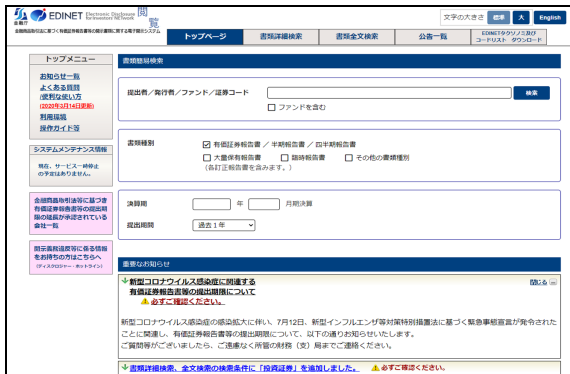 金融庁 EDINET Electronic Disclosure for Investors' NETwork 閲覧
金融商品取引法に基づく有価証券報告書等の開示書類に関する電子開示システム
文字の大きさ 標準 大 English
トップページ 書類詳細検索 書類全文検索 公告一覧 EDINETタクソノミ及びコードリスト ダウンロード
トップメニュー
お知らせ一覧
よくある質問
/便利な使い方
(2020年3月14日更新)
利用環境
操作ガイド等
システムメンテナンス情報
現在、サービス一時停止
の予定はありません。
金融商品取引法等に基づき
有価証券報告書等の提出期
限の延長が承認されている
会社一覧
開示義務違反等に係る情報
をお持ちの方はこちらへ
(ディスクロージャー・ホットライン)
書類簡易検索
提出者／発行者／ファンド／証券コード 検索
ファンドを含む
書類種別 有価証券報告書 / 半期報告書 / 四半期報告書
大量保有報告書 臨時報告書 その他の書類種別
(各訂正報告書を含みます。)
決算期 年 月期決算
提出期間 過去１年
重要なお知らせ
新型コロナウイルス感染症に関連する 閉じる
有価証券報告書等の提出期限について
必ずご確認ください。
新型コロナウイルス感染症の感染拡大に伴い、7月12日、新型インフルエンザ等対策特別措置法に基づく緊急事態宣言が発令された
ことに関連し、有価証券報告書等の提出期限について、以下の通りお知らせいたします。
ご質問等がございましたら、ご遠慮なく所管の財務（支）局までご連絡ください。
書類詳細検索、全文検索の検索条件に「投資証券」を追加しました。 必ずご確認ください。